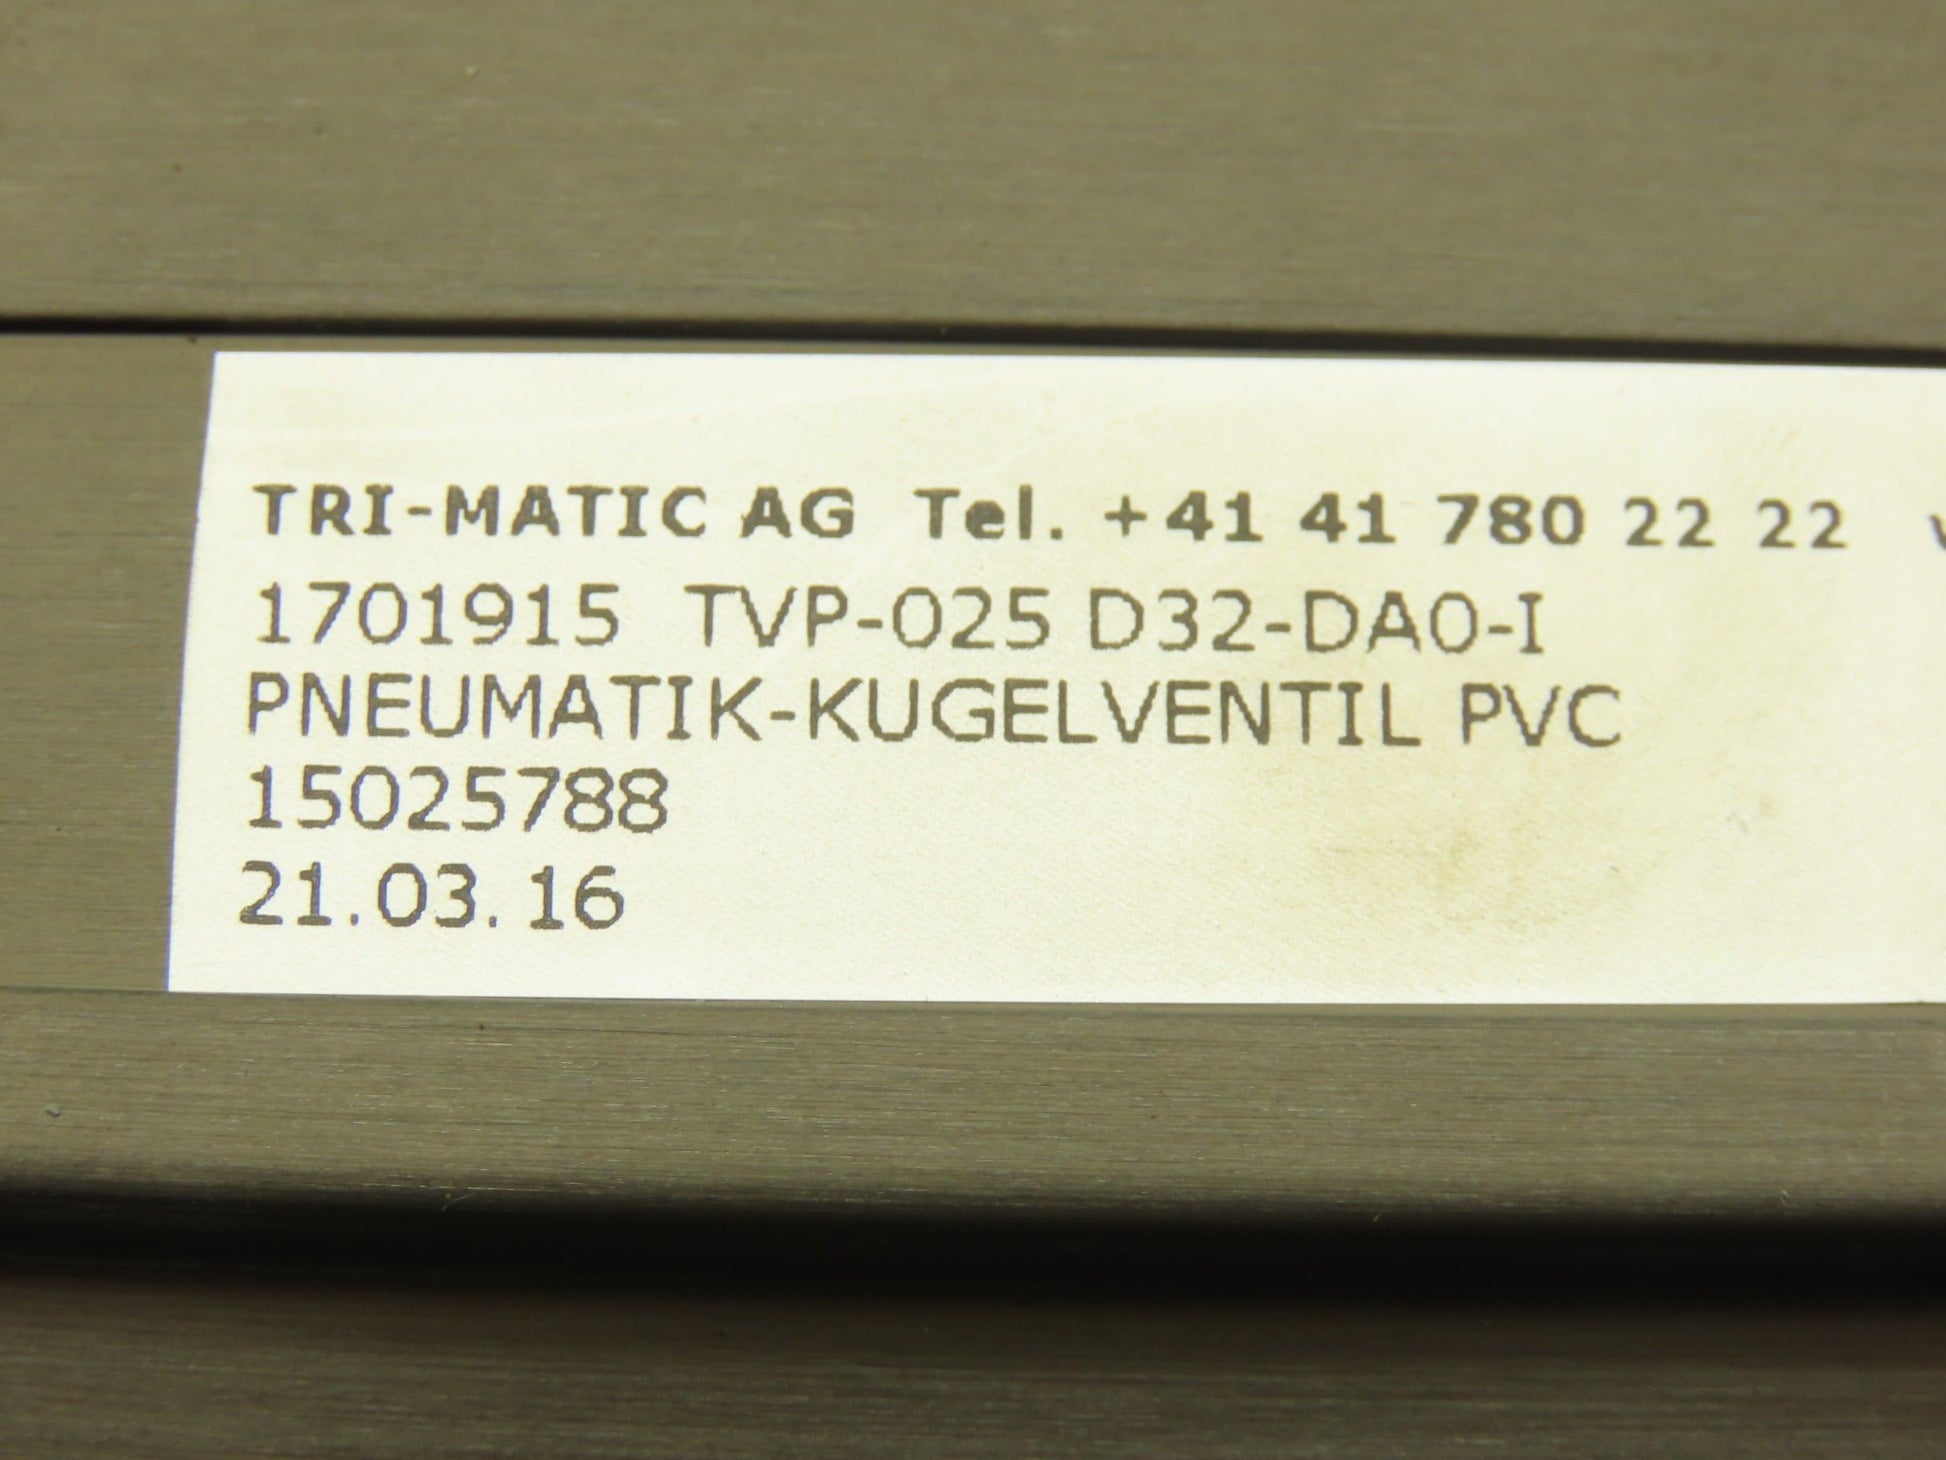 TRI-MATIC AG Tel. +41 41 780 22 22
1701915 TVP-025 D32-DA0-I
PNEUMATIK-KUGELVENTIL PVC
15025788
21.03.16